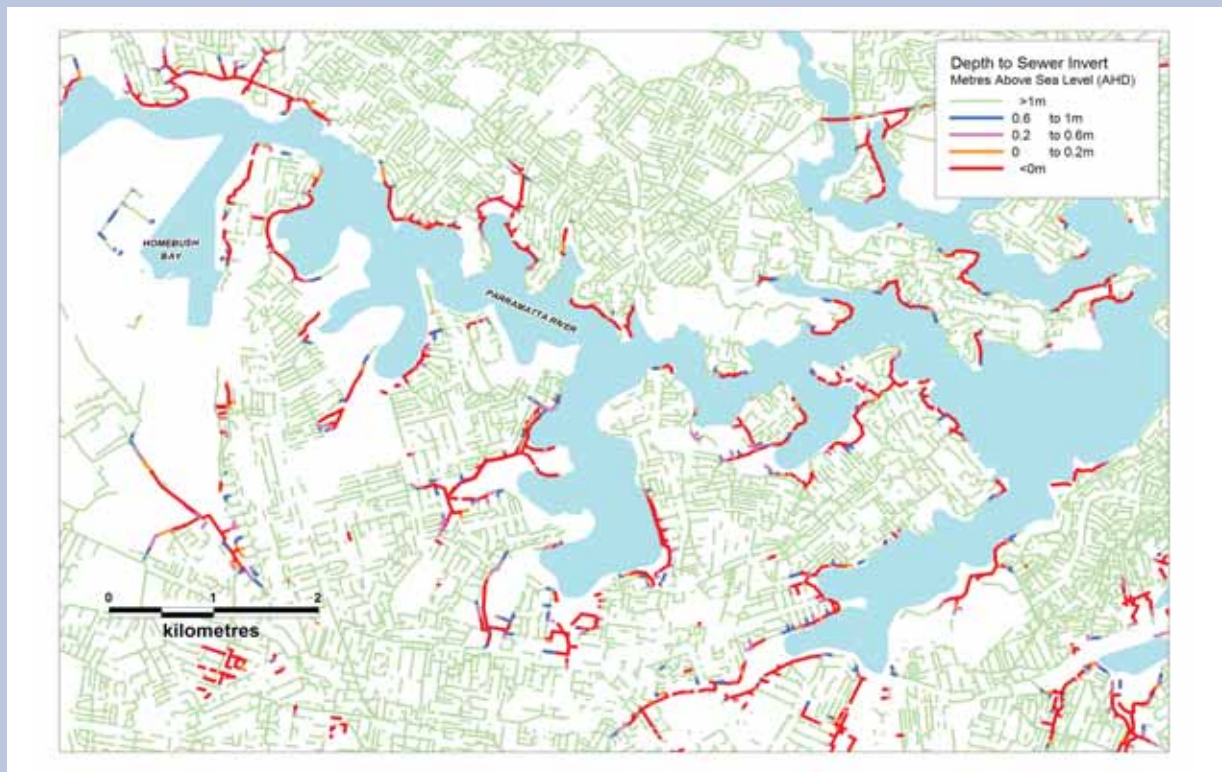 Depth to Sewer Invert
Metres Above Sea Level (AHD)
>1m
0.6 to 1m
0.2 to 0.6m
0 to 0.2m
<0m
HOMEBUSH
BAY
PARRAMATTA RIVER
0 1 2
kilometres